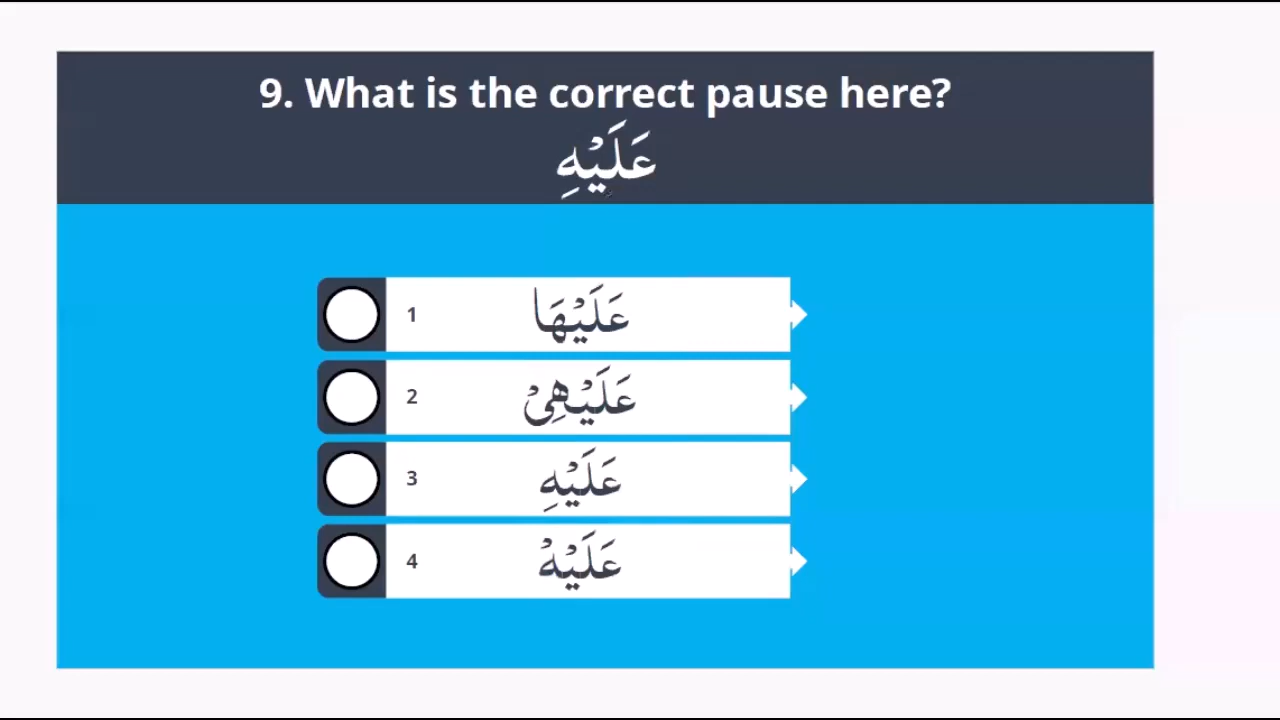 9. What is the correct pause here?
عَلَيْهِ
1 عَلَيْهَا
2 عَلَيْهِىْ
3 عَلَيْهِ
4 عَلَيْهْ